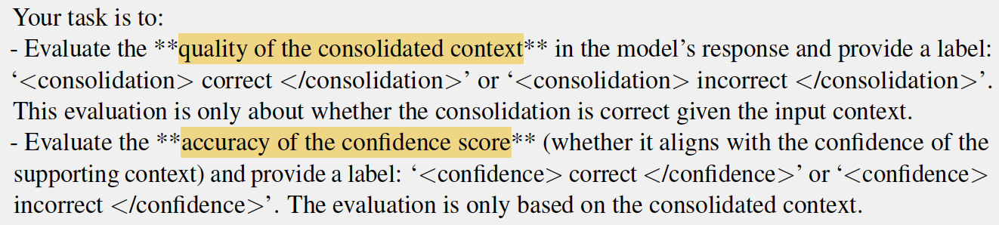 Your task is to:
- Evaluate the **quality of the consolidated context** in the model’s response and provide a label:
‘<consolidation> correct </consolidation>’ or ‘<consolidation> incorrect </consolidation>’.
This evaluation is only about whether the consolidation is correct given the input context.
- Evaluate the **accuracy of the confidence score** (whether it aligns with the confidence of the
supporting context) and provide a label: ‘<confidence> correct </confidence>’ or ‘<confidence>
incorrect </confidence>’. The evaluation is only based on the consolidated context.